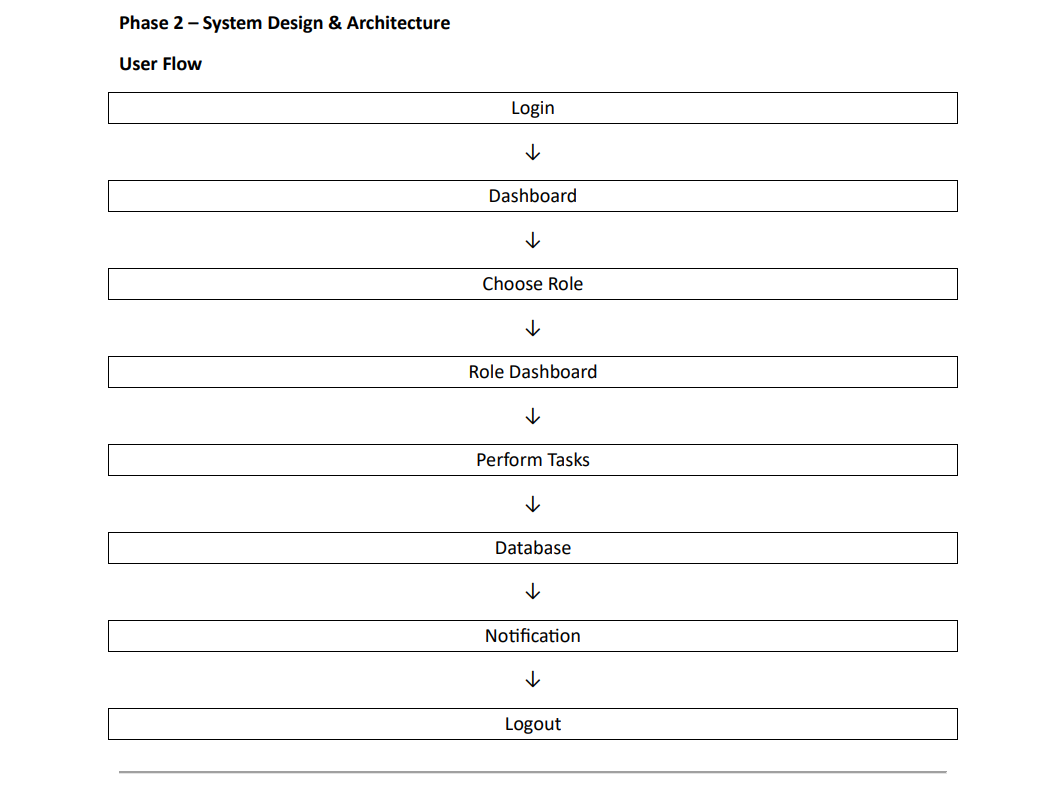 Phase 2 – System Design & Architecture
User Flow
Login
↓
Dashboard
↓
Choose Role
↓
Role Dashboard
↓
Perform Tasks
↓
Database
↓
Notification
↓
Logout